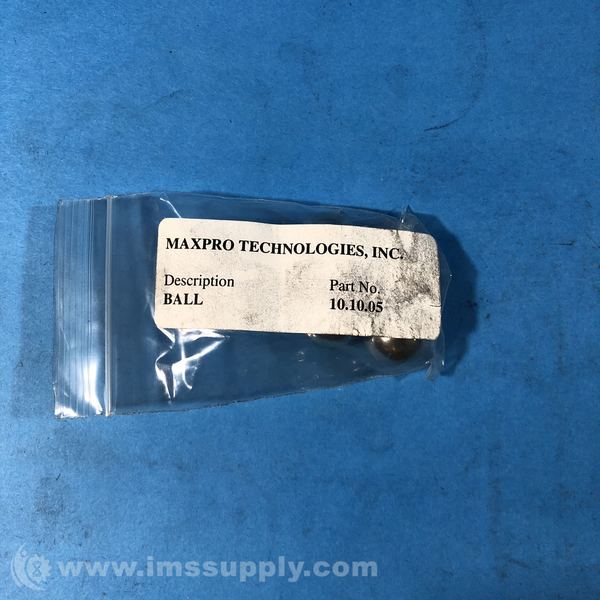 MAXPRO TECHNOLOGIES, INC.
Description Part No.
BALL 10.10.05
www.imssupply.com